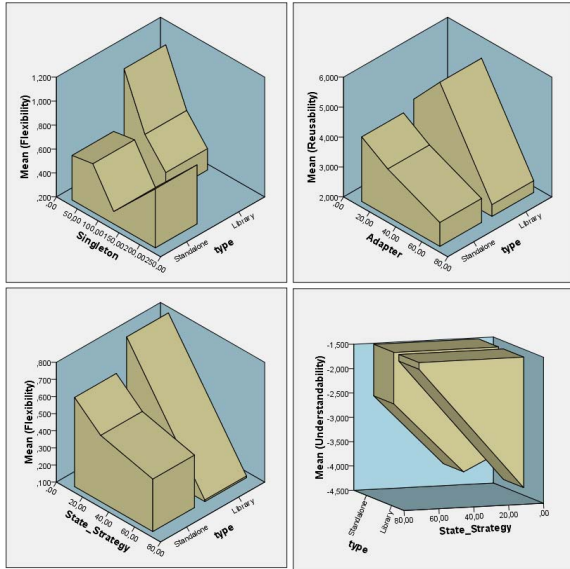 Mean (Flexibility)
1,200
1,000
,800
,600
,400
,200
,00
50,00
100,00
150,00
200,00
250,00
Singleton
Standalone
Library
type
Mean (Reusability)
6,000
5,000
4,000
3,000
2,000
,00
20,00
40,00
60,00
80,00
Adapter
Standalone
Library
type
Mean (Flexibility)
,800
,700
,600
,500
,400
,300
,200
,100
,00
20,00
40,00
60,00
80,00
State_Strategy
Standalone
Library
type
Mean (Understandability)
-1,500
-2,000
-2,500
-3,000
-3,500
-4,000
-4,500
Standalone
Library
type
80,00
60,00
40,00
20,00
,00
State_Strategy